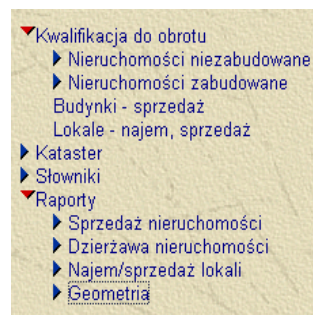 Kwalifikacja do obrotu
Nieruchomości niezabudowane
Nieruchomości zabudowane
Budynki - sprzedaż
Lokale - najem, sprzedaż
Kataster
Słowniki
Raporty
Sprzedaż nieruchomości
Dzierżawa nieruchomości
Najem/sprzedaż lokali
Geometria